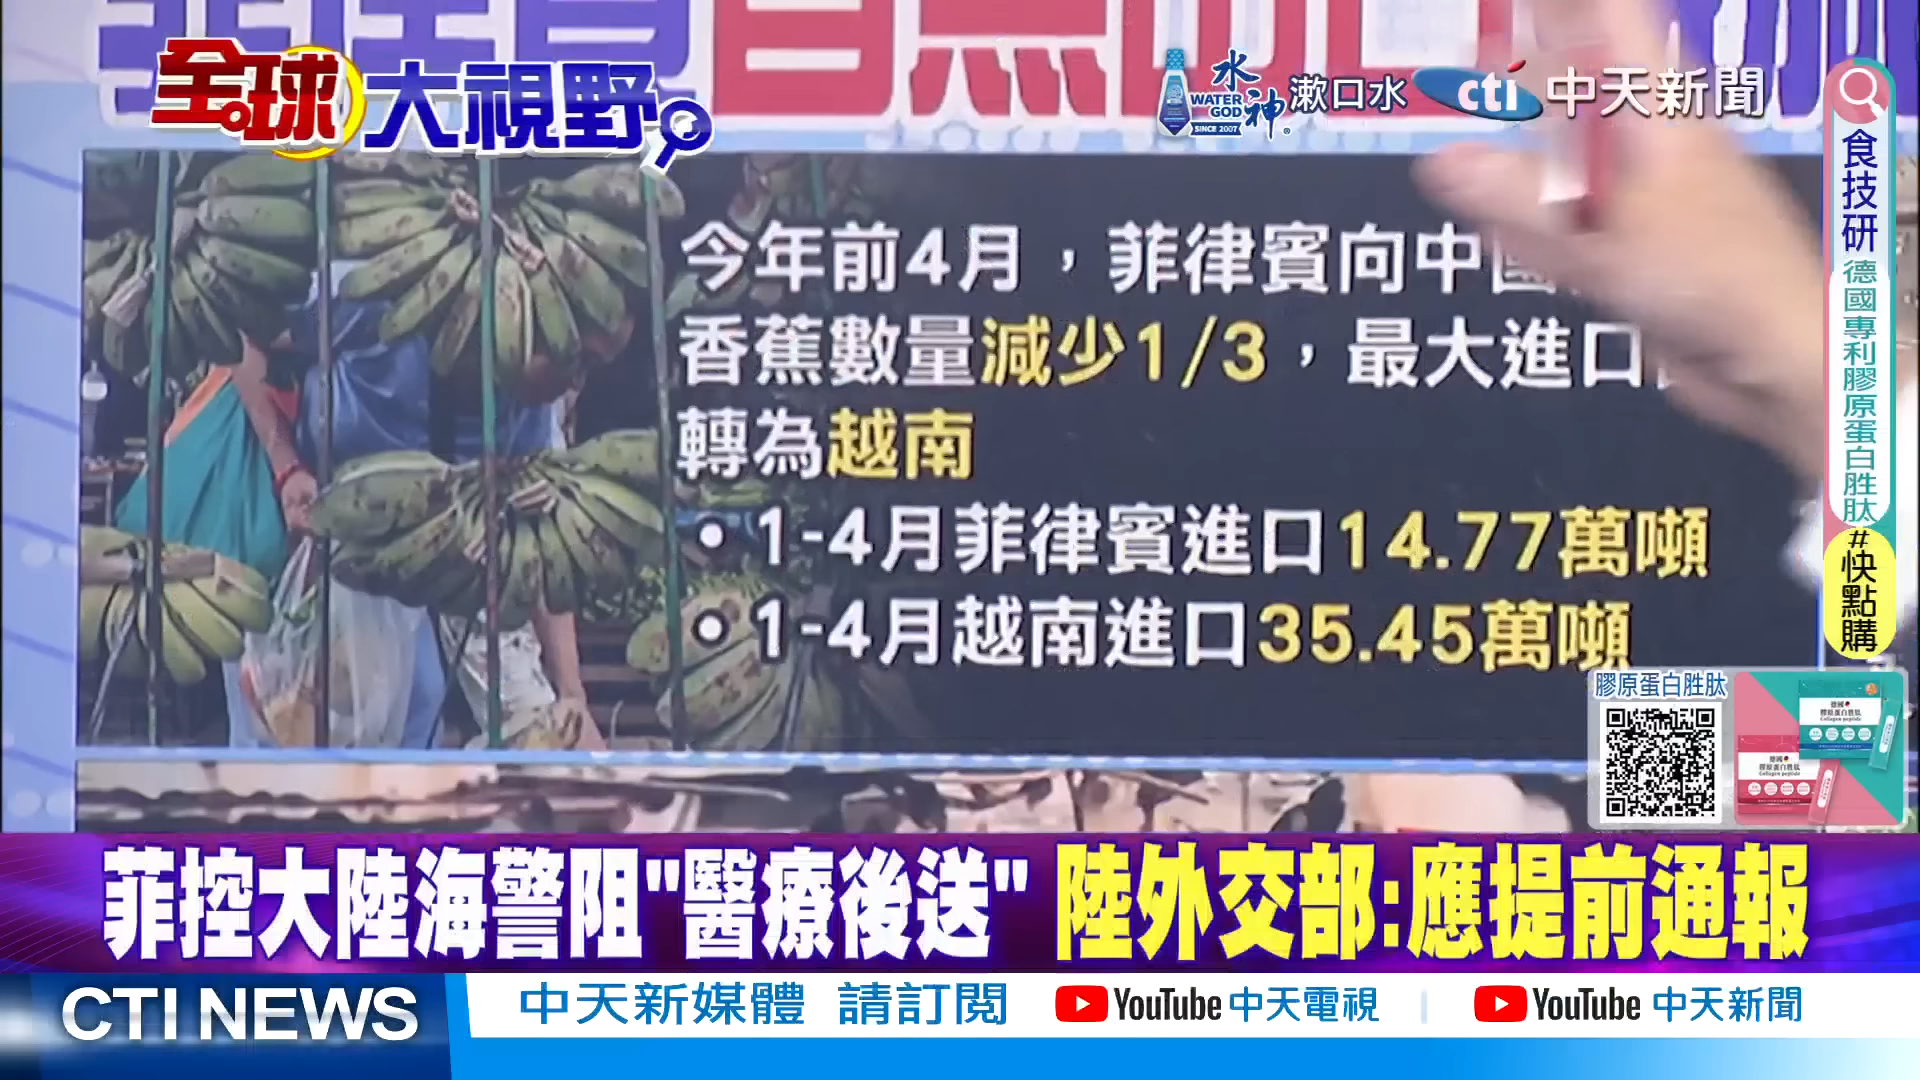 全球大視野
水神
WATER GOD
SINCE 2007
漱口水
cti 中天新聞
今年前4月,菲律賓向中國
香蕉數量減少1/3,最大進口
轉為越南
•1-4月菲律賓進口14.77萬噸
•1-4月越南進口35.45萬噸
食技研
德國專利膠原蛋白胜肽
#快點購
膠原蛋白胜肽
菲控大陸海警阻"醫療後送" 陸外交部:應提前通報
CTI NEWS
中天新媒體 請訂閱 YouTube 中天電視 | YouTube 中天新聞